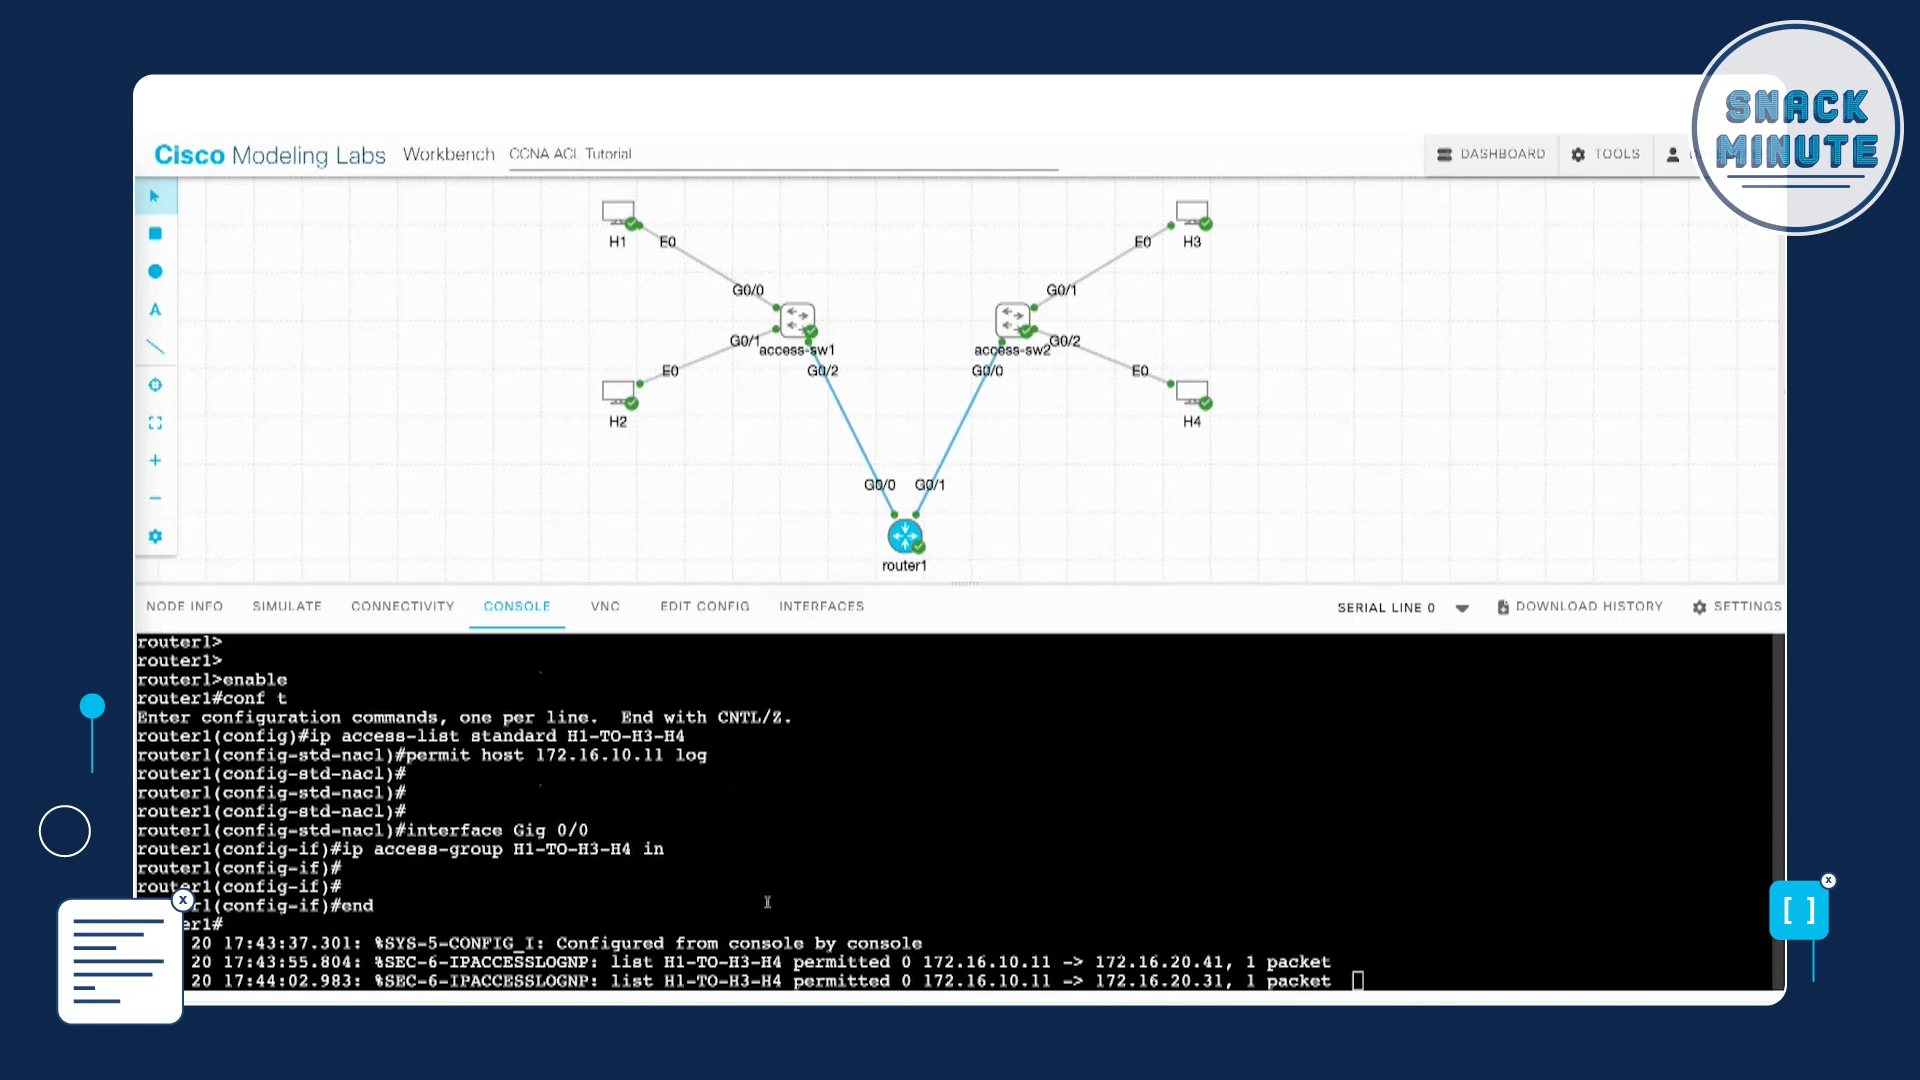 SNACK
MINUTE
Cisco Modeling Labs Workbench CCNA ACL Tutorial
DASHBOARD TOOLS
A
H1 E0
E0 H3
G0/0
G0/1
G0/1
access-sw1
access-sw2
G0/2
E0
G0/2
G0/0
E0
H2
H4
G0/0 G0/1
router1
NODE INFO SIMULATE CONNECTIVITY CONSOLE VNC EDIT CONFIG INTERFACES SERIAL LINE 0 DOWNLOAD HISTORY SETTINGS
router1>
router1>
router1>enable
router1#conf t
Enter configuration commands, one per line.  End with CNTL/Z.
router1(config)#ip access-list standard H1-TO-H3-H4
router1(config-std-nacl)#permit host 172.16.10.11 log
router1(config-std-nacl)#
router1(config-std-nacl)#
router1(config-std-nacl)#
router1(config-std-nacl)#interface Gig 0/0
router1(config-if)#ip access-group H1-TO-H3-H4 in
router1(config-if)#
router1(config-if)#
r1(config-if)#end
er1#
20 17:43:37.301: %SYS-5-CONFIG_I: Configured from console by console
20 17:43:55.804: %SEC-6-IPACCESSLOGNP: list H1-TO-H3-H4 permitted 0 172.16.10.11 -> 172.16.20.41, 1 packet
20 17:44:02.983: %SEC-6-IPACCESSLOGNP: list H1-TO-H3-H4 permitted 0 172.16.10.11 -> 172.16.20.31, 1 packet
x
x
[ ]